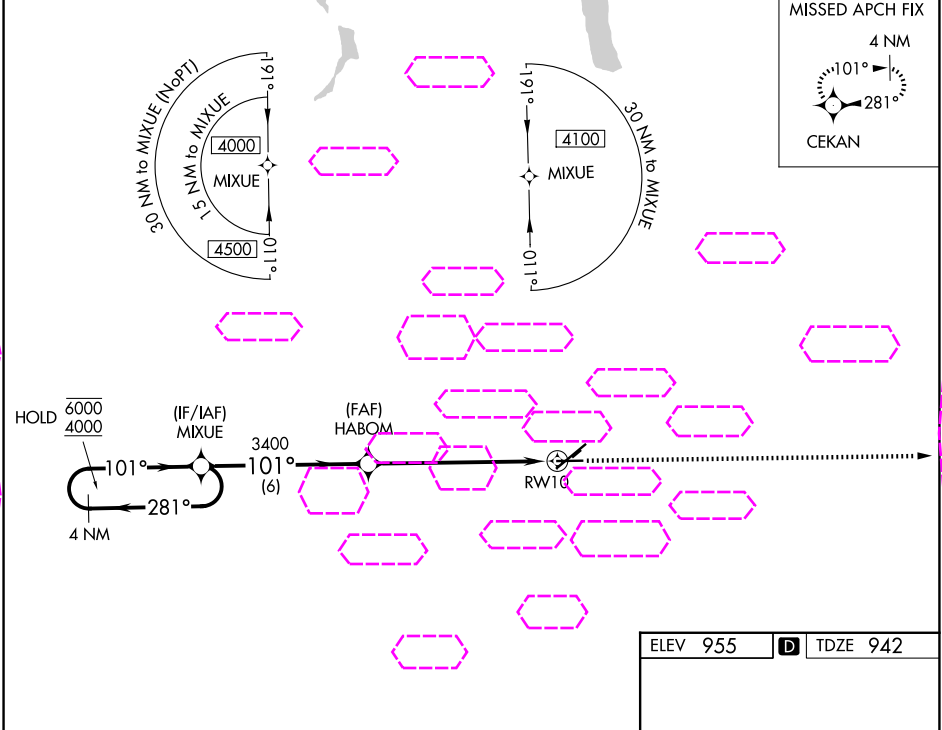 MISSED APCH FIX
4 NM
101°
281°
CEKAN
30 NM to MIXUE (NoPT)
15 NM to MIXUE
191°
4000
MIXUE
4500
011°
191°
4100
MIXUE
30 NM to MIXUE
011°
HOLD
6000
4000
(IF/IAF)
MIXUE
(FAF)
HABOM
3400
101°
101°
(6)
281°
4 NM
RW10
ELEV 955 D TDZE 942